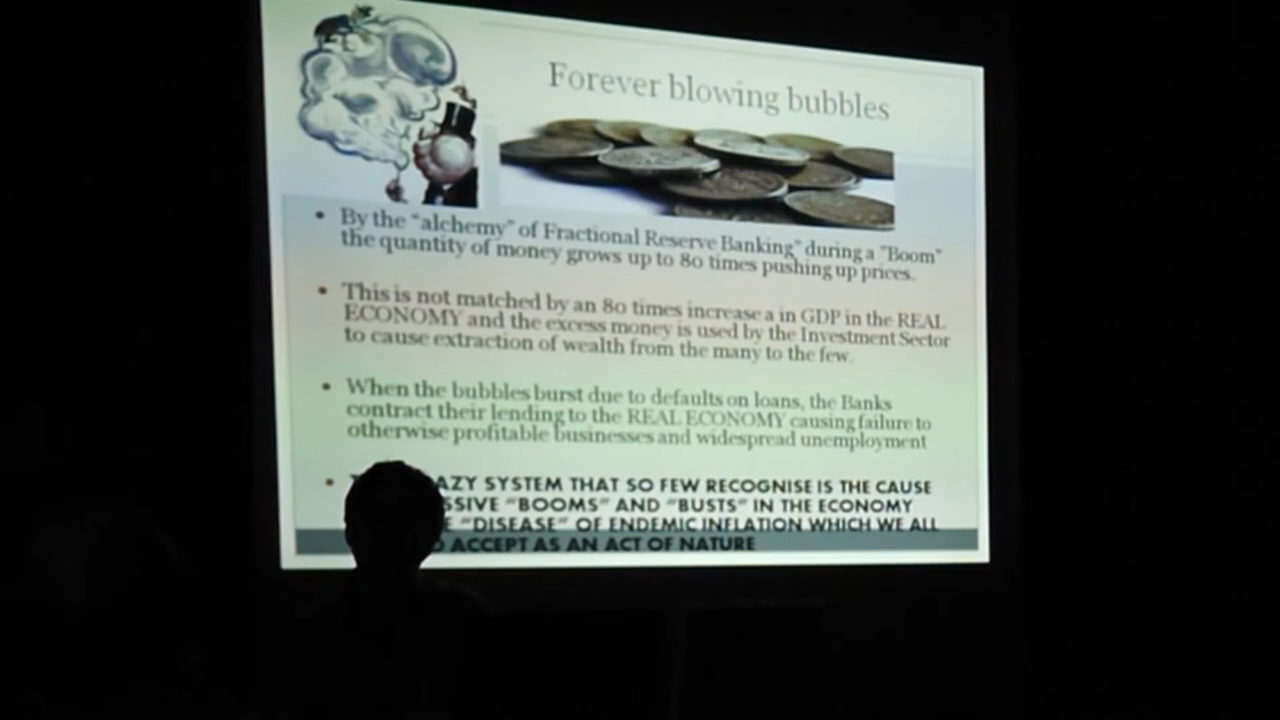 Forever blowing bubbles
• By the "alchemy" of Fractional Reserve Banking" during a "Boom"
the quantity of money grows up to 80 times pushing up prices.
• This is not matched by an 80 times increase a in GDP in the REAL
ECONOMY and the excess money is used by the Investment Sector
to cause extraction of wealth from the many to the few.
• When the bubbles burst due to defaults on loans, the Banks
contract their lending to the REAL ECONOMY causing failure to
otherwise profitable businesses and widespread unemployment
• SYSTEM THAT SO FEW RECOGNISE IS THE CAUSE
"BOOMS" AND "BUSTS" IN THE ECONOMY
"DISEASE" OF ENDEMIC INFLATION WHICH WE ALL
ACCEPT AS AN ACT OF NATURE